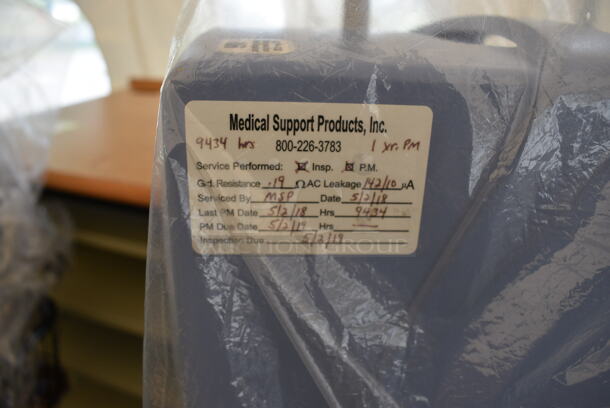 Medical Support Products, Inc.
9434 hrs 800-226-3783 1 yr. PM
Service Performed: ☒ Insp. ☒ P.M.
Grd. Resistance .19 Ω AC Leakage 142/10 µA
Serviced By MSP Date 5/2/18
Last PM Date 5/2/18 Hrs 9434
PM Due Date 5/2/19 Hrs —
Inspection Due 5/2/19
GROUP